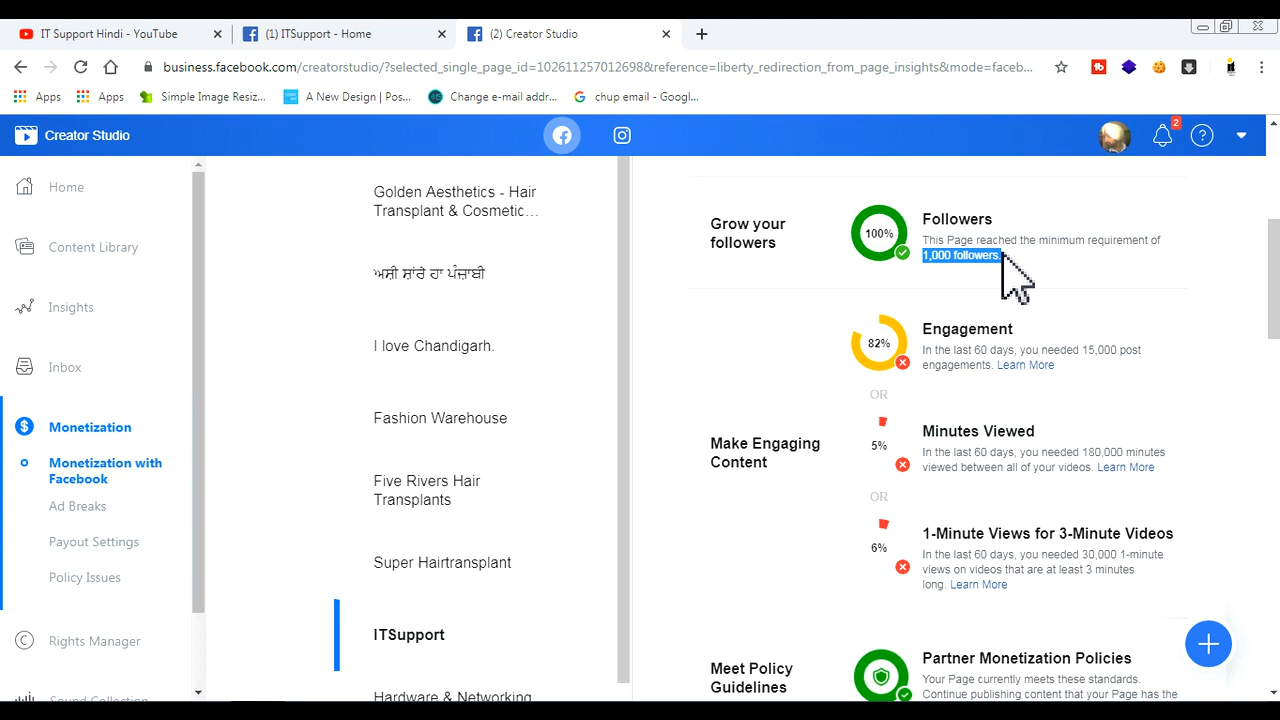 IT Support Hindi - YouTube
(1) ITSupport - Home
(2) Creator Studio
business.facebook.com/creatorstudio/?selected_single_page_id=102611257012698&reference=liberty_redirection_from_page_insights&mode=faceb...
Apps
Apps
Simple Image Resiz...
A New Design | Pos...
Change e-mail addr...
chup email - Googl...
Creator Studio
2
Home
Content Library
Insights
Inbox
Monetization
Monetization with
Facebook
Ad Breaks
Payout Settings
Policy Issues
Rights Manager
Sound Collection
Golden Aesthetics - Hair
Transplant & Cosmetic...
ਅਸੀ ਸ਼ਾਂਰੇ ਹਾ ਪੰਜ਼ਾਬੀ
I love Chandigarh.
Fashion Warehouse
Five Rivers Hair
Transplants
Super Hairtransplant
ITSupport
Hardware & Networking
Grow your
followers
100%
Followers
This Page reached the minimum requirement of
1,000 followers.
Make Engaging
Content
82%
Engagement
In the last 60 days, you needed 15,000 post
engagements. Learn More
OR
5%
Minutes Viewed
In the last 60 days, you needed 180,000 minutes
viewed between all of your videos. Learn More
OR
6%
1-Minute Views for 3-Minute Videos
In the last 60 days, you needed 30,000 1-minute
views on videos that are at least 3 minutes
long. Learn More
Meet Policy
Guidelines
Partner Monetization Policies
Your Page currently meets these standards.
Continue publishing content that your Page has the